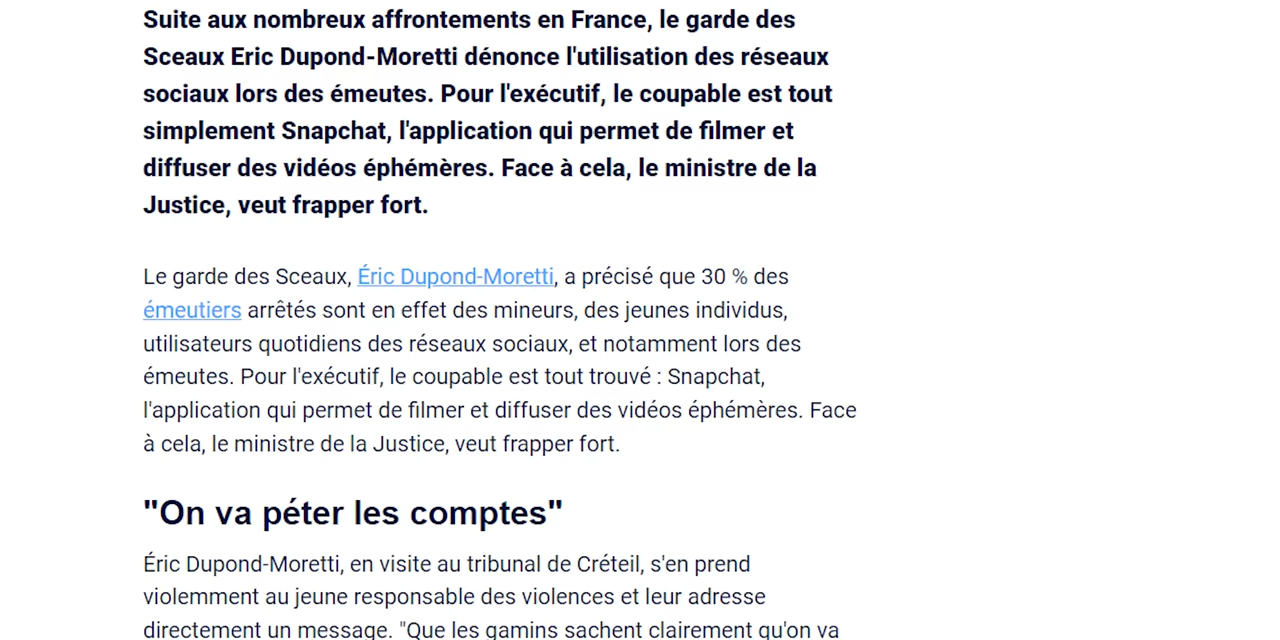 Suite aux nombreux affrontements en France, le garde des
Sceaux Eric Dupond-Moretti dénonce l'utilisation des réseaux
sociaux lors des émeutes. Pour l'exécutif, le coupable est tout
simplement Snapchat, l'application qui permet de filmer et
diffuser des vidéos éphémères. Face à cela, le ministre de la
Justice, veut frapper fort.
Le garde des Sceaux, Éric Dupond-Moretti, a précisé que 30 % des
émeutiers arrêtés sont en effet des mineurs, des jeunes individus,
utilisateurs quotidiens des réseaux sociaux, et notamment lors des
émeutes. Pour l'exécutif, le coupable est tout trouvé : Snapchat,
l'application qui permet de filmer et diffuser des vidéos éphémères. Face
à cela, le ministre de la Justice, veut frapper fort.
"On va péter les comptes"
Éric Dupond-Moretti, en visite au tribunal de Créteil, s'en prend
violemment au jeune responsable des violences et leur adresse
directement un message. "Que les gamins sachent clairement qu'on va